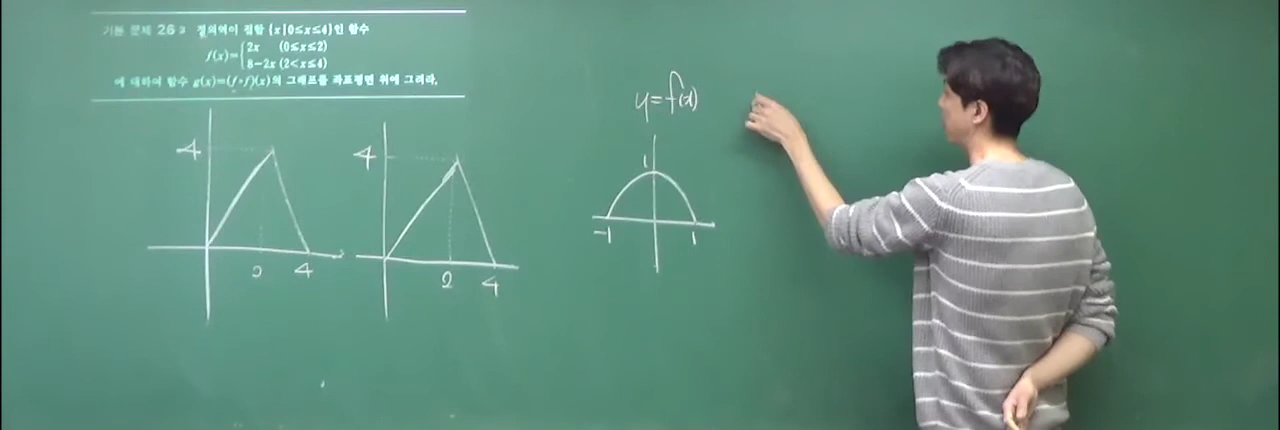 기본 문제 26-3 정의역이 집합 {x|0≤x≤4}인 함수
f(x)={2x (0≤x≤2)
8-2x (2<x≤4)
에 대하여 함수 g(x)=(f∘f)(x)의 그래프를 좌표평면 위에 그려라.
4
2 4
4
2 4
y=f(x)
1
-1 1